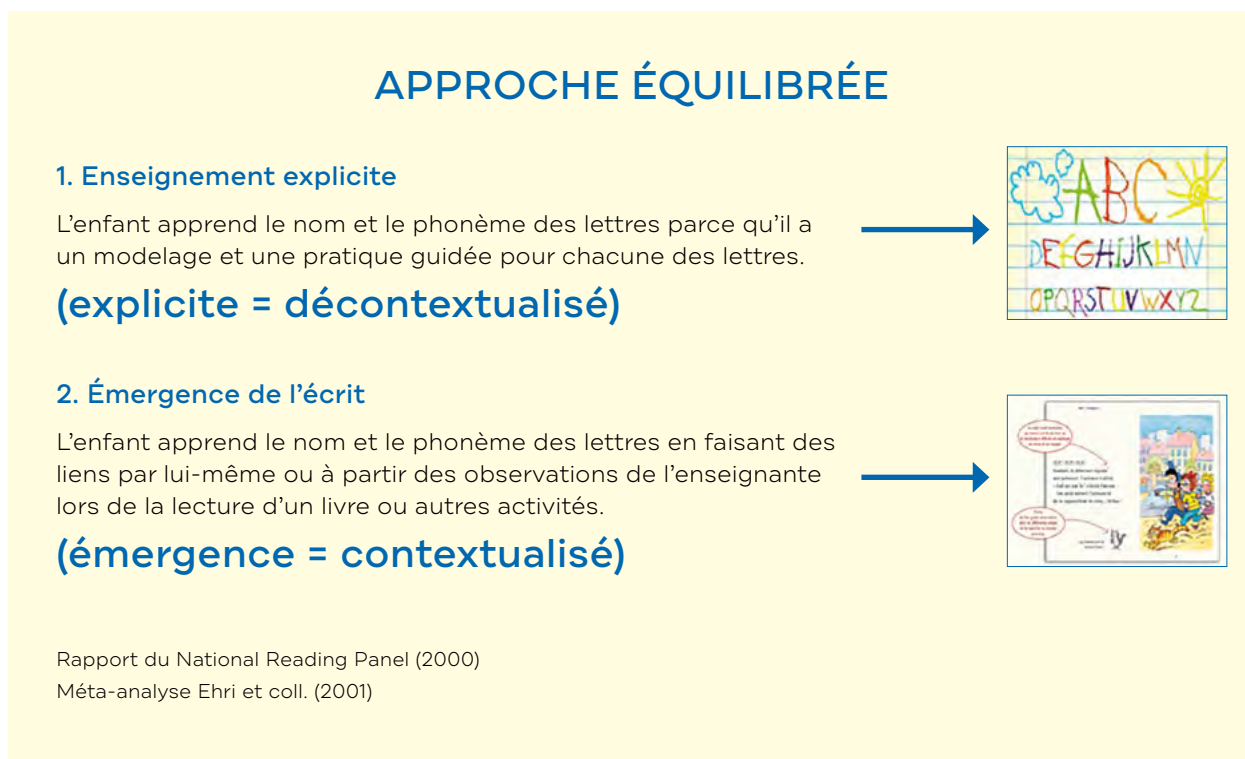 APPROCHE ÉQUILIBRÉE
1. Enseignement explicite
L'enfant apprend le nom et le phonème des lettres parce qu'il a
un modelage et une pratique guidée pour chacune des lettres.
(explicite = décontextualisé)
ABC
DEFGHIJKLMN
OPQRSTUVWXYZ
2. Émergence de l'écrit
L'enfant apprend le nom et le phonème des lettres en faisant des
liens par lui-même ou à partir des observations de l'enseignante
lors de la lecture d'un livre ou autres activités.
(émergence = contextualisé)
Rapport du National Reading Panel (2000)
Méta-analyse Ehri et coll. (2001)